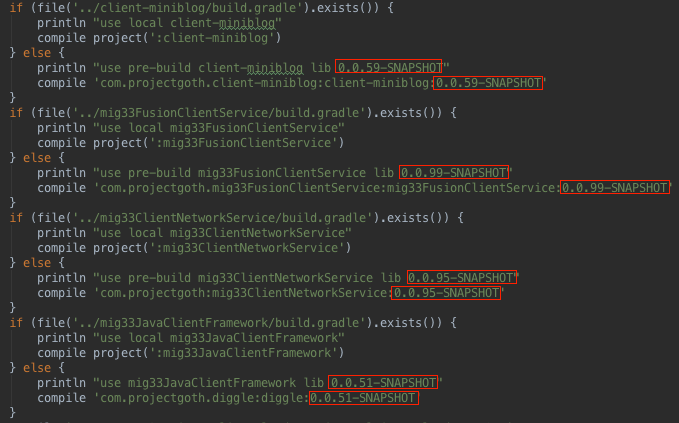 if (file('../client-miniblog/build.gradle').exists()) {
println "use local client-miniblog"
compile project(':client-miniblog')
} else {
println "use pre-build client-miniblog lib 0.0.59-SNAPSHOT"
compile 'com.projectgoth.client-miniblog:client-miniblog:0.0.59-SNAPSHOT'
}
if (file('../mig33FusionClientService/build.gradle').exists()) {
println "use local mig33FusionClientService"
compile project(':mig33FusionClientService')
} else {
println "use pre-build mig33FusionClientService lib 0.0.99-SNAPSHOT"
compile 'com.projectgoth.mig33FusionClientService:mig33FusionClientService:0.0.99-SNAPSHOT'
}
if (file('../mig33ClientNetworkService/build.gradle').exists()) {
println "use local mig33ClientNetworkService"
compile project(':mig33ClientNetworkService')
} else {
println "use pre-build mig33ClientNetworkService lib 0.0.95-SNAPSHOT"
compile 'com.projectgoth:mig33ClientNetworkService:0.0.95-SNAPSHOT'
}
if (file('../mig33JavaClientFramework/build.gradle').exists()) {
println "use local mig33JavaClientFramework"
compile project(':mig33JavaClientFramework')
} else {
println "use mig33JavaClientFramework lib 0.0.51-SNAPSHOT"
compile 'com.projectgoth.diggle:diggle:0.0.51-SNAPSHOT'
}